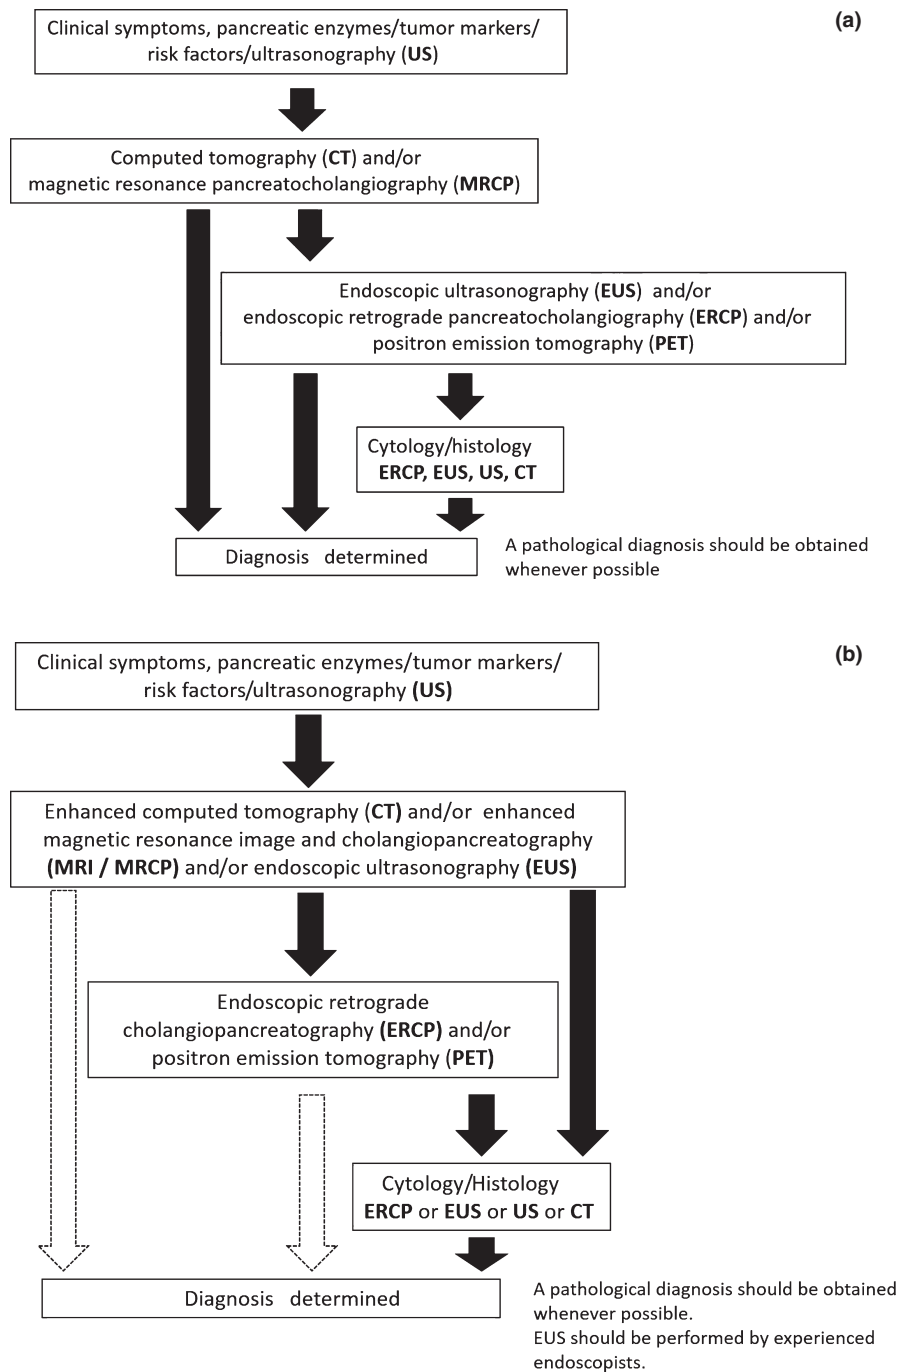 (a)
Clinical symptoms, pancreatic enzymes/tumor markers/
risk factors/ultrasonography (US)
Computed tomography (CT) and/or
magnetic resonance pancreatocholangiography (MRCP)
Endoscopic ultrasonography (EUS) and/or
endoscopic retrograde pancreatocholangiography (ERCP) and/or
positron emission tomography (PET)
Cytology/histology
ERCP, EUS, US, CT
Diagnosis determined
A pathological diagnosis should be obtained
whenever possible
(b)
Clinical symptoms, pancreatic enzymes/tumor markers/
risk factors/ultrasonography (US)
Enhanced computed tomography (CT) and/or enhanced
magnetic resonance image and cholangiopancreatography
(MRI / MRCP) and/or endoscopic ultrasonography (EUS)
Endoscopic retrograde
cholangiopancreatography (ERCP) and/or
positron emission tomography (PET)
Cytology/Histology
ERCP or EUS or US or CT
Diagnosis determined
A pathological diagnosis should be obtained
whenever possible.
EUS should be performed by experienced
endoscopists.